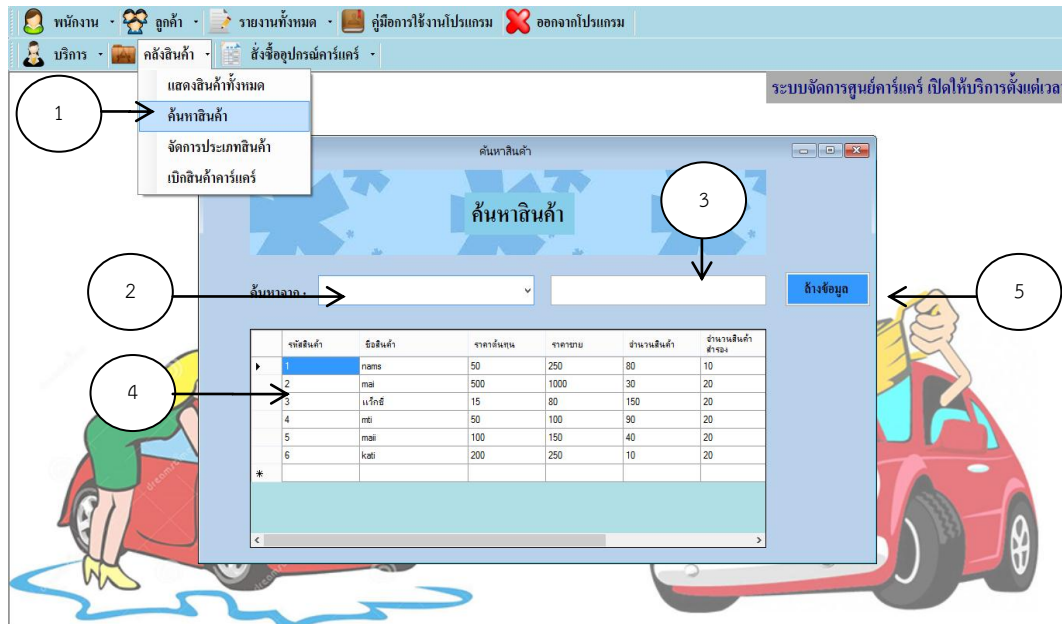 พนักงาน ลูกค้า รายงานทั้งหมด คู่มือการใช้งานโปรแกรม ออกจากโปรแกรม
บริการ คลังสินค้า สั่งซื้ออุปกรณ์คาร์แคร์
แสดงสินค้าทั้งหมด
ค้นหาสินค้า
จัดการประเภทสินค้า
เบิกสินค้าคาร์แคร์
1
ระบบจัดการศูนย์คาร์แคร์ เปิดให้บริการตั้งแต่เวลา
ค้นหาสินค้า
ค้นหาสินค้า
3
2
ค้นหาจาก :
ล้างข้อมูล
5
รหัสสินค้า ชื่อสินค้า ราคาต้นทุน ราคาขาย จำนวนสินค้า จำนวนสินค้า
สำรอง
1 nams 50 250 80 10
2 mai 500 1000 30 20
3 แว็กซ์ 15 80 150 20
4 mti 50 100 90 20
5 maii 100 150 40 20
6 kati 200 250 10 20
4